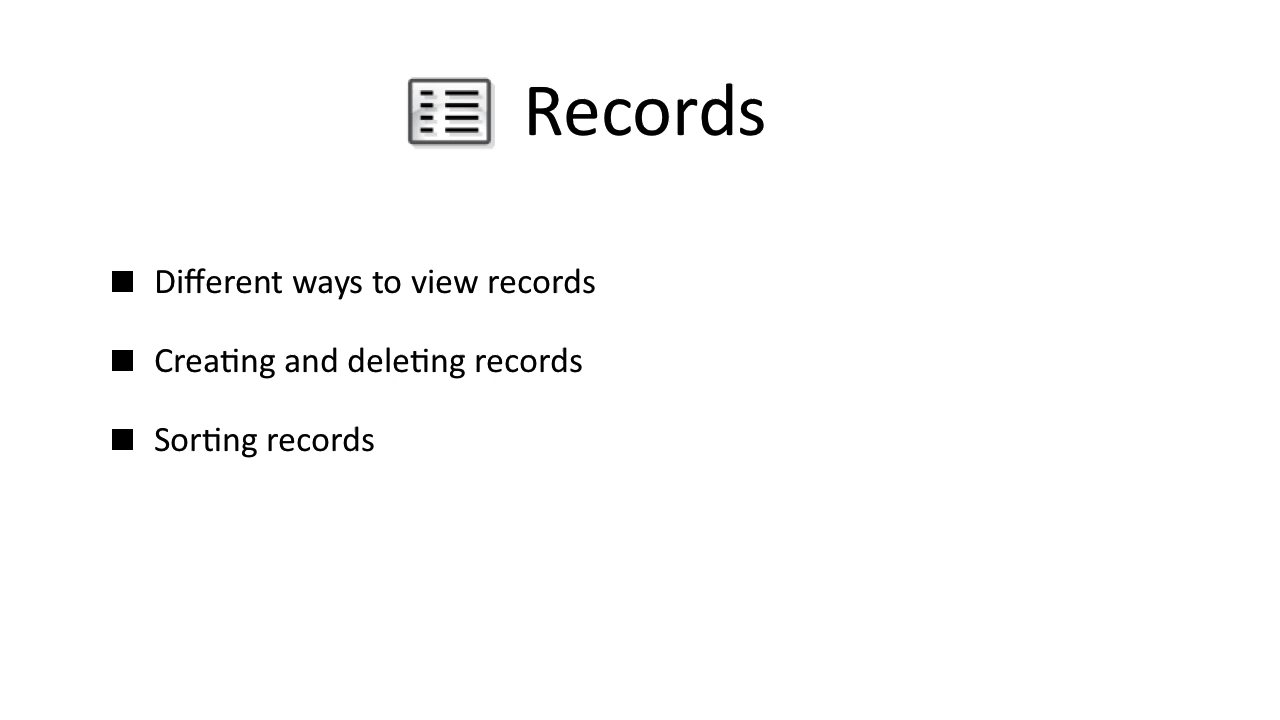 Records
Different ways to view records
Creating and deleting records
Sorting records